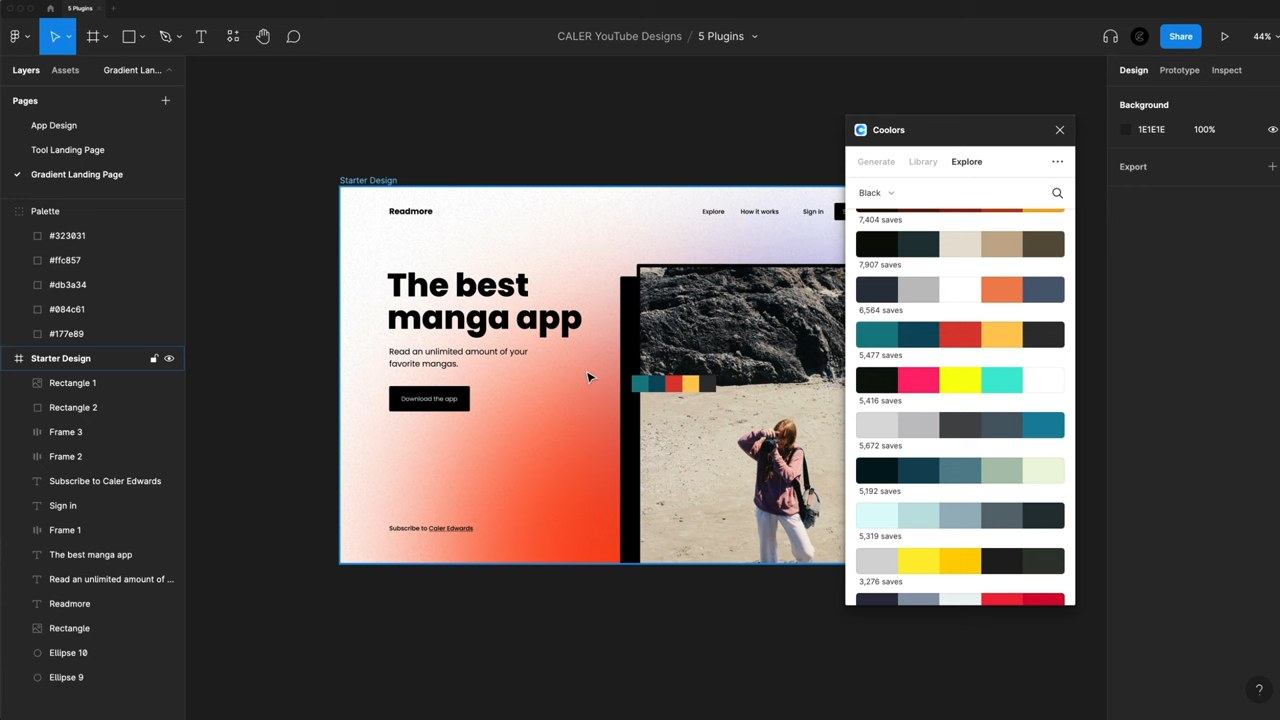 5 Plugins
CALER YouTube Designs / 5 Plugins
Share
44%
Layers
Assets
Gradient Lan...
Pages
App Design
Tool Landing Page
Gradient Landing Page
Palette
#323031
#ffc857
#db3a34
#084c61
#177e89
Starter Design
Rectangle 1
Rectangle 2
Frame 3
Frame 2
Subscribe to Caler Edwards
Sign in
Frame 1
The best manga app
Read an unlimited amount of ...
Readmore
Rectangle
Ellipse 10
Ellipse 9
Starter Design
Readmore
Explore
How it works
Sign in
The best
manga app
Read an unlimited amount of your
favorite mangas.
Download the app
Subscribe to Caler Edwards
Coolors
Generate
Library
Explore
Black
7,404 saves
7,907 saves
6,564 saves
5,477 saves
5,416 saves
5,672 saves
5,192 saves
5,319 saves
3,276 saves
Design
Prototype
Inspect
Background
1E1E1E
100%
Export
?